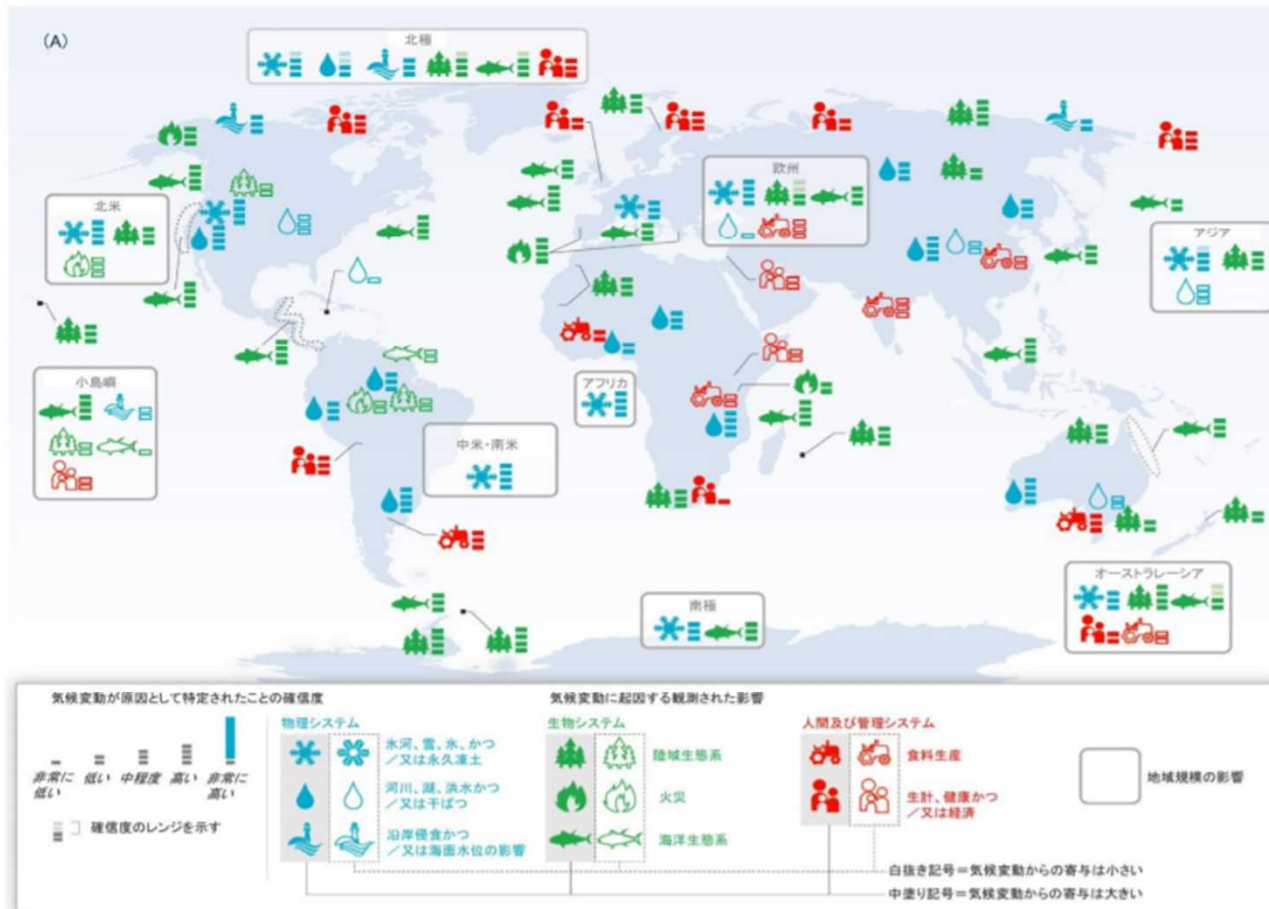 (A)
北極
欧州
北米
アジア
小島嶼
アフリカ
中米・南米
オーストラレーシア
南極
気候変動が原因として特定されたことの確信度
非常に
低い
低い
中程度
高い
非常に
高い
確信度のレンジを示す
気候変動に起因する観測された影響
物理システム
氷河、雪、氷、かつ
／又は永久凍土
河川、湖、洪水かつ
／又は干ばつ
沿岸侵食かつ
／又は海面水位の影響
生物システム
陸域生態系
火災
海洋生態系
人間及び管理システム
食料生産
生計、健康かつ
／又は経済
地域規模の影響
白抜き記号＝気候変動からの寄与は小さい
中塗り記号＝気候変動からの寄与は大きい